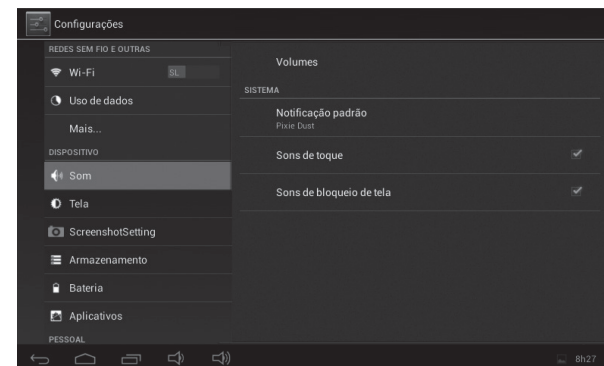 Configurações
REDES SEM FIO E OUTRAS
Wi-Fi
SL
Uso de dados
Mais...
DISPOSITIVO
Som
Tela
ScreenshotSetting
Armazenamento
Bateria
Aplicativos
PESSOAL
Volumes
SISTEMA
Notificação padrão
Pixie Dust
Sons de toque
Sons de bloqueio de tela
8h27